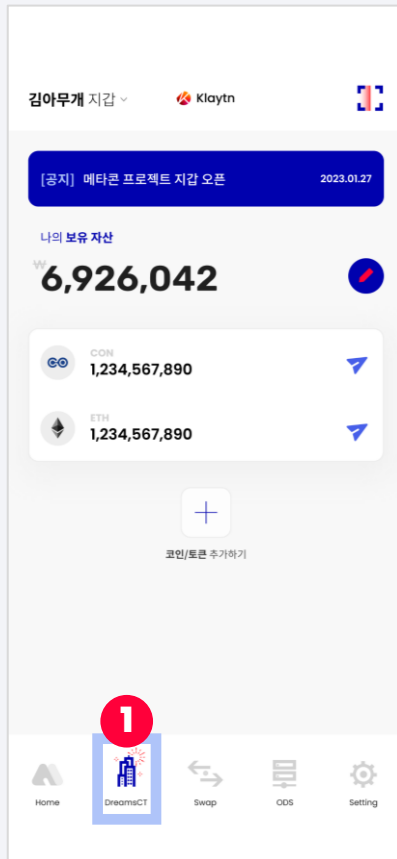 김아무개 지갑
Klaytn
[공지] 메타콘 프로젝트 지갑 오픈 2023.01.27
나의 보유 자산
₩6,926,042
CON
1,234,567,890
ETH
1,234,567,890
코인/토큰 추가하기
1
Home DreamsCT Swap ODS Setting